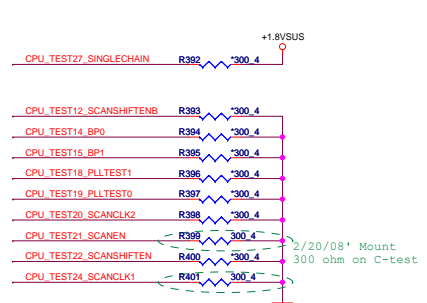 +1.8VSUS
CPU_TEST27_SINGLECHAIN R392 *300_4
CPU_TEST12_SCANSHIFTENB R393 *300_4
CPU_TEST14_BP0 R394 *300_4
CPU_TEST15_BP1 R395 *300_4
CPU_TEST18_PLLTEST1 R396 *300_4
CPU_TEST19_PLLTEST0 R397 *300_4
CPU_TEST20_SCANCLK2 R398 *300_4
CPU_TEST21_SCANEN R399 300_4
2/20/08' Mount
CPU_TEST22_SCANSHIFTEN R400 *300_4
300 ohm on C-test
CPU_TEST24_SCANCLK1 R401 300_4